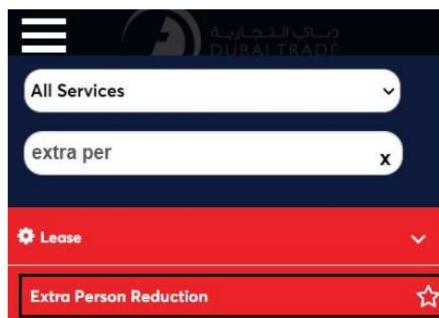 دبي التجارية
DUBAI TRADE
All Services
extra per
x
Lease
Extra Person Reduction